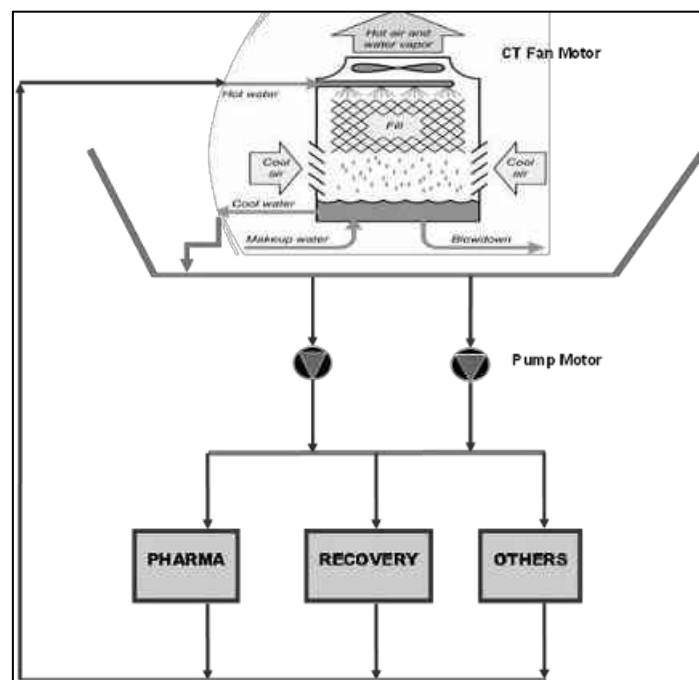 Hot air and
water vapor
CT Fan Motor
Hot water
Fill
Cool
air
Cool
air
Cool water
Makeup water
Blowdown
Pump Motor
PHARMA
RECOVERY
OTHERS